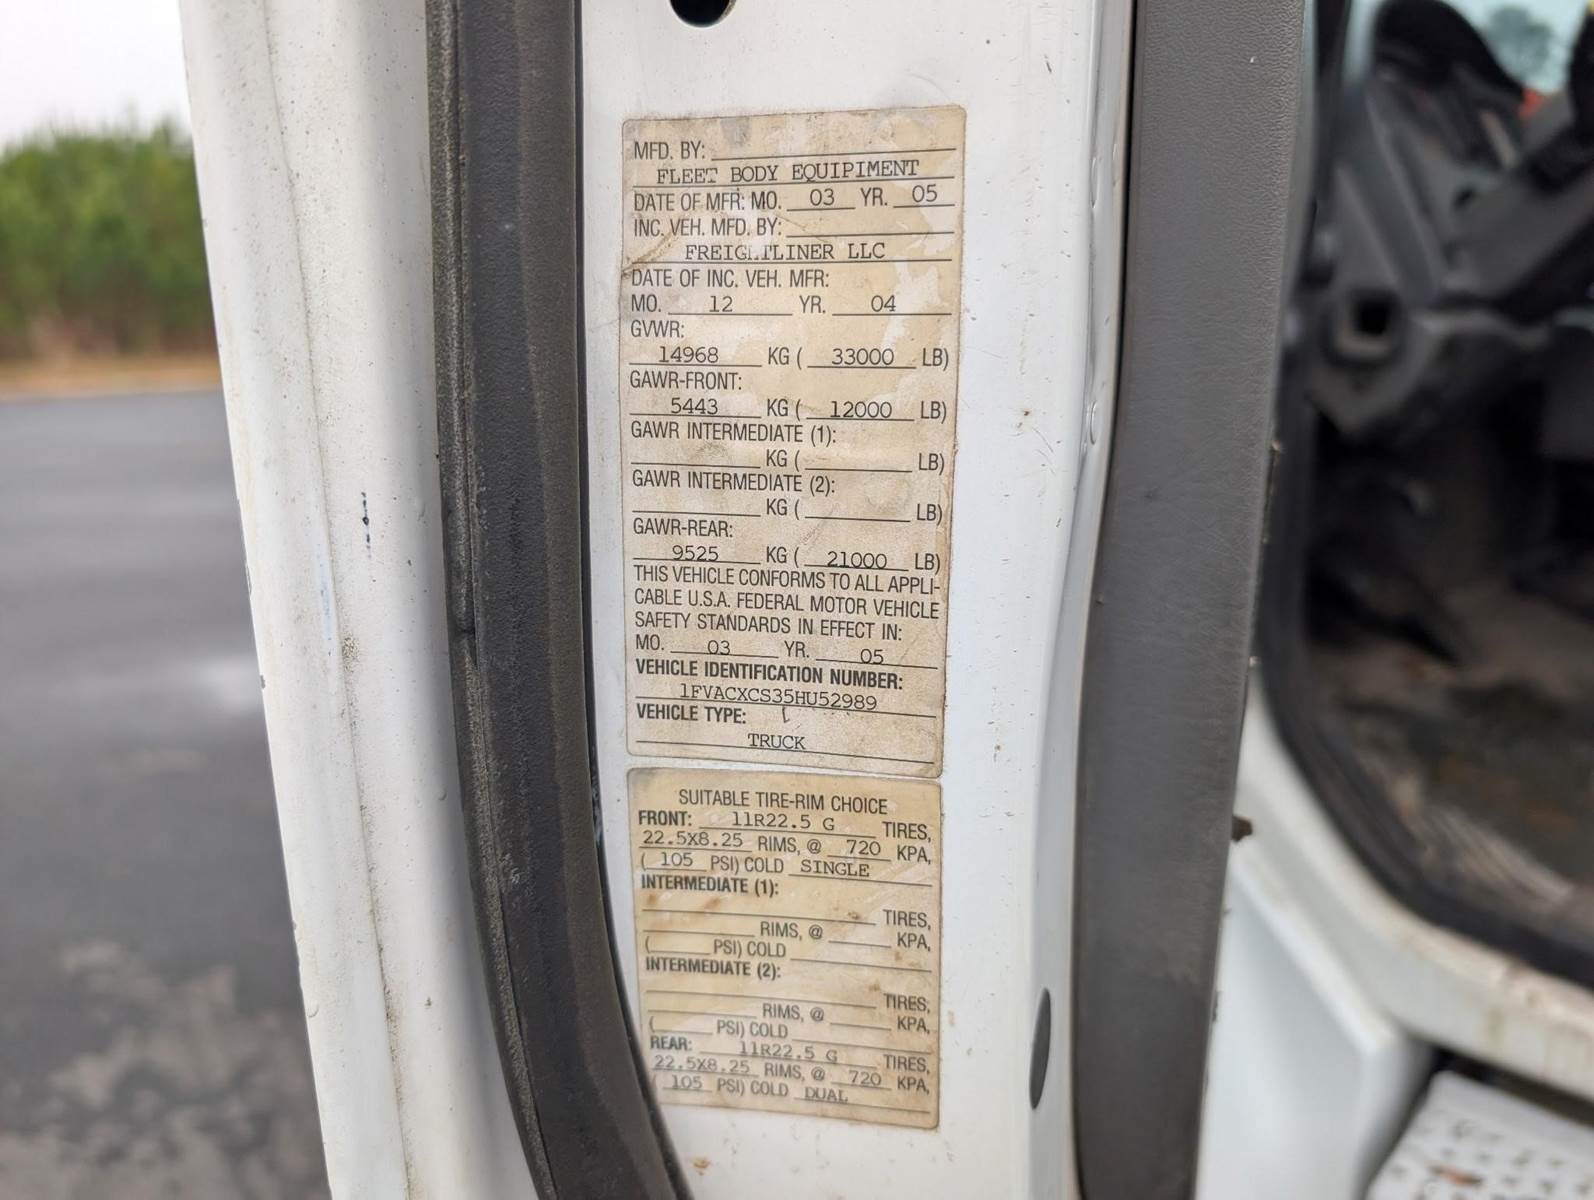 MFD. BY:
FLEET BODY EQUIPIMENT
DATE OF MFR: MO. 03 YR. 05
INC. VEH. MFD. BY:
FREIGHTLINER LLC
DATE OF INC. VEH. MFR:
MO. 12 YR. 04
GVWR:
14968 KG ( 33000 LB)
GAWR-FRONT:
5443 KG ( 12000 LB)
GAWR INTERMEDIATE (1):
KG ( LB)
GAWR INTERMEDIATE (2):
KG ( LB)
GAWR-REAR:
9525 KG ( 21000 LB)
THIS VEHICLE CONFORMS TO ALL APPLI-
CABLE U.S.A. FEDERAL MOTOR VEHICLE
SAFETY STANDARDS IN EFFECT IN:
MO. 03 YR. 05
VEHICLE IDENTIFICATION NUMBER:
1FVACXCS35HU52989
VEHICLE TYPE:
TRUCK
SUITABLE TIRE-RIM CHOICE
FRONT: 11R22.5 G TIRES,
22.5X8.25 RIMS, @ 720 KPA,
( 105 PSI) COLD SINGLE
INTERMEDIATE (1):
TIRES,
RIMS, @ KPA,
( PSI) COLD
INTERMEDIATE (2):
TIRES,
RIMS, @ KPA,
( PSI) COLD
REAR: 11R22.5 G TIRES,
22.5X8.25 RIMS, @ 720 KPA,
( 105 PSI) COLD DUAL